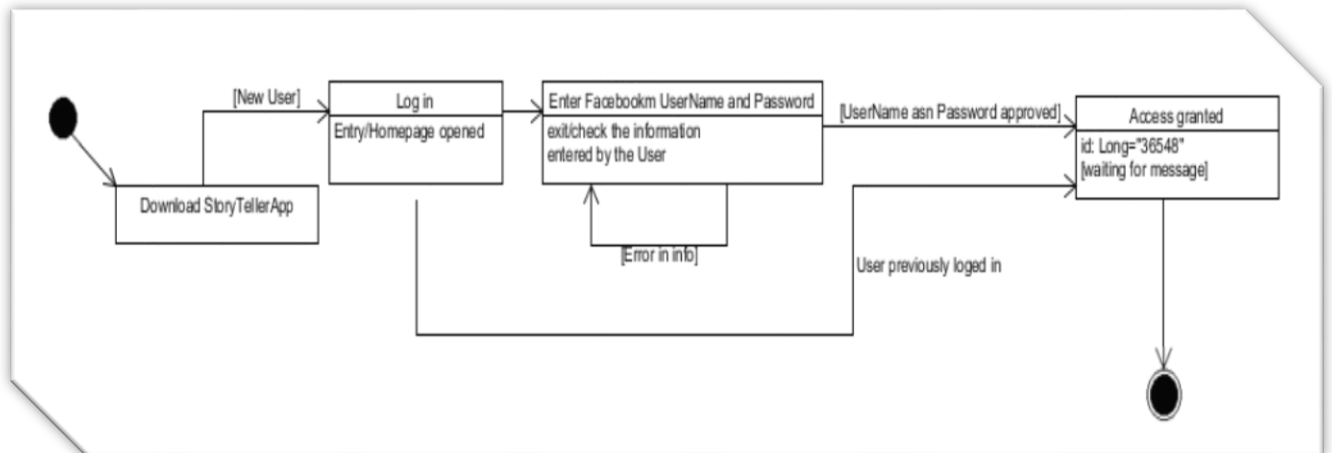 [New User]
Log in
Entry/Homepage opened
Enter Facebookm UserName and Password
exit/check the information
entered by the User
[UserName asn Password approved]
Access granted
id: Long="36548"
[waiting for message]
Download StoryTellerApp
[Error in info]
User previously loged in